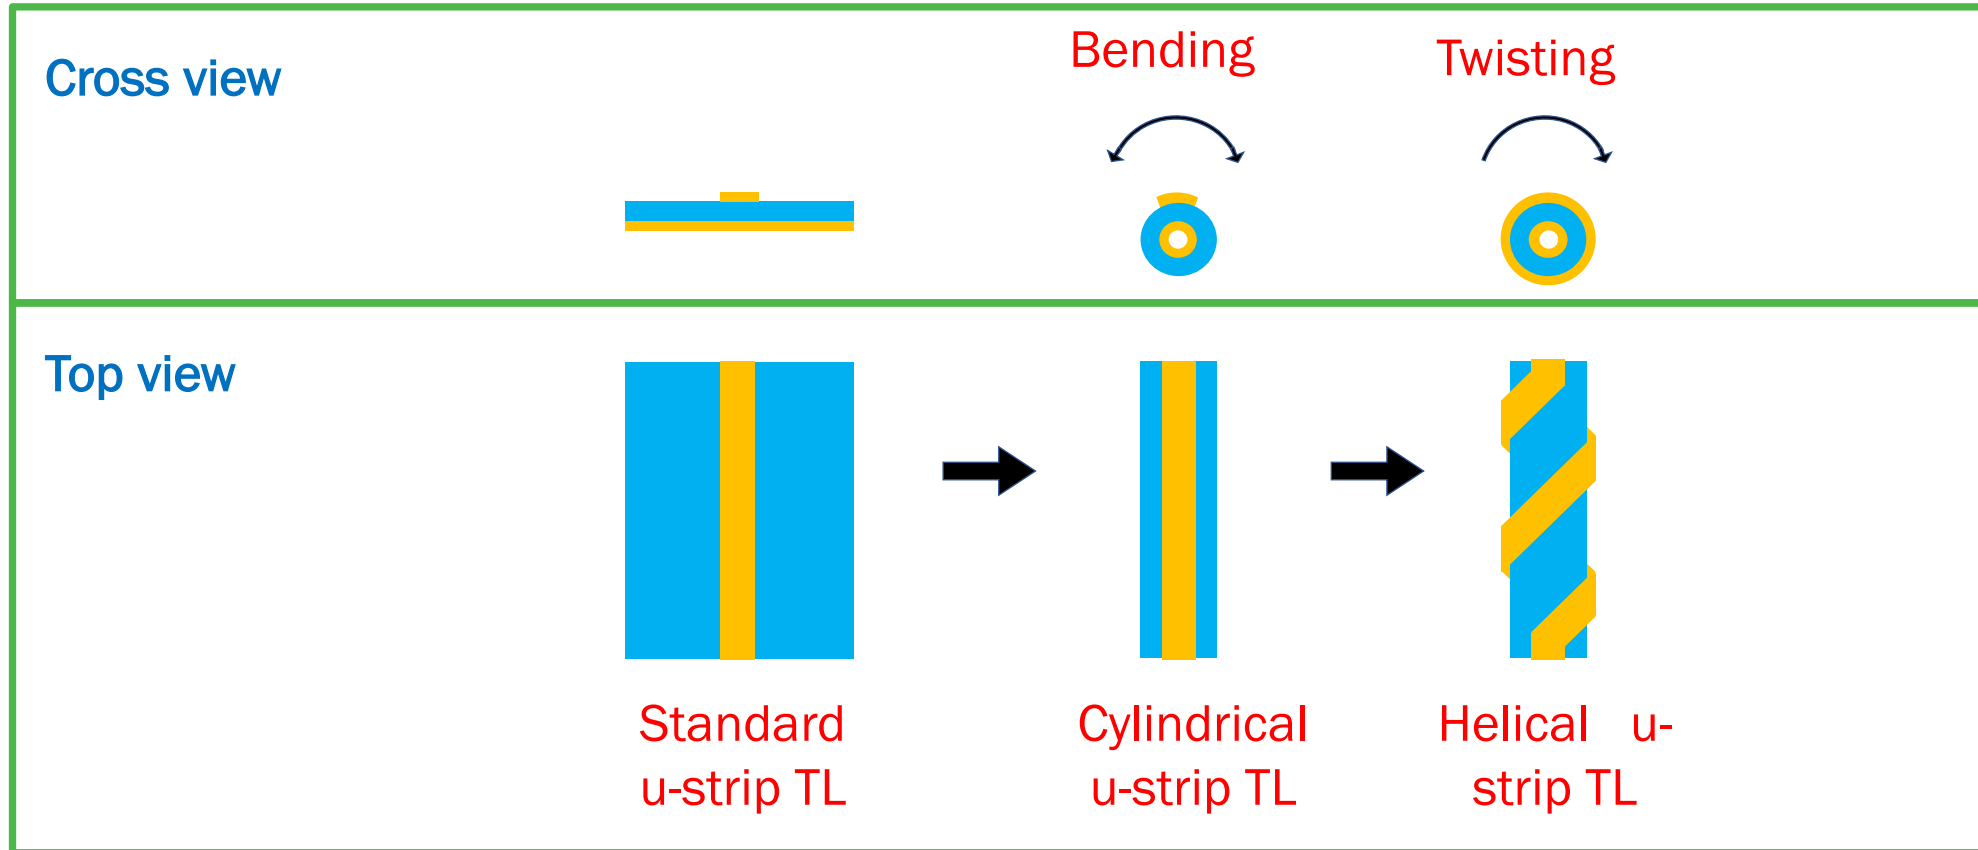 Cross view
Bending
Twisting
Top view
Standard
u-strip TL
Cylindrical
u-strip TL
Helical u-
strip TL